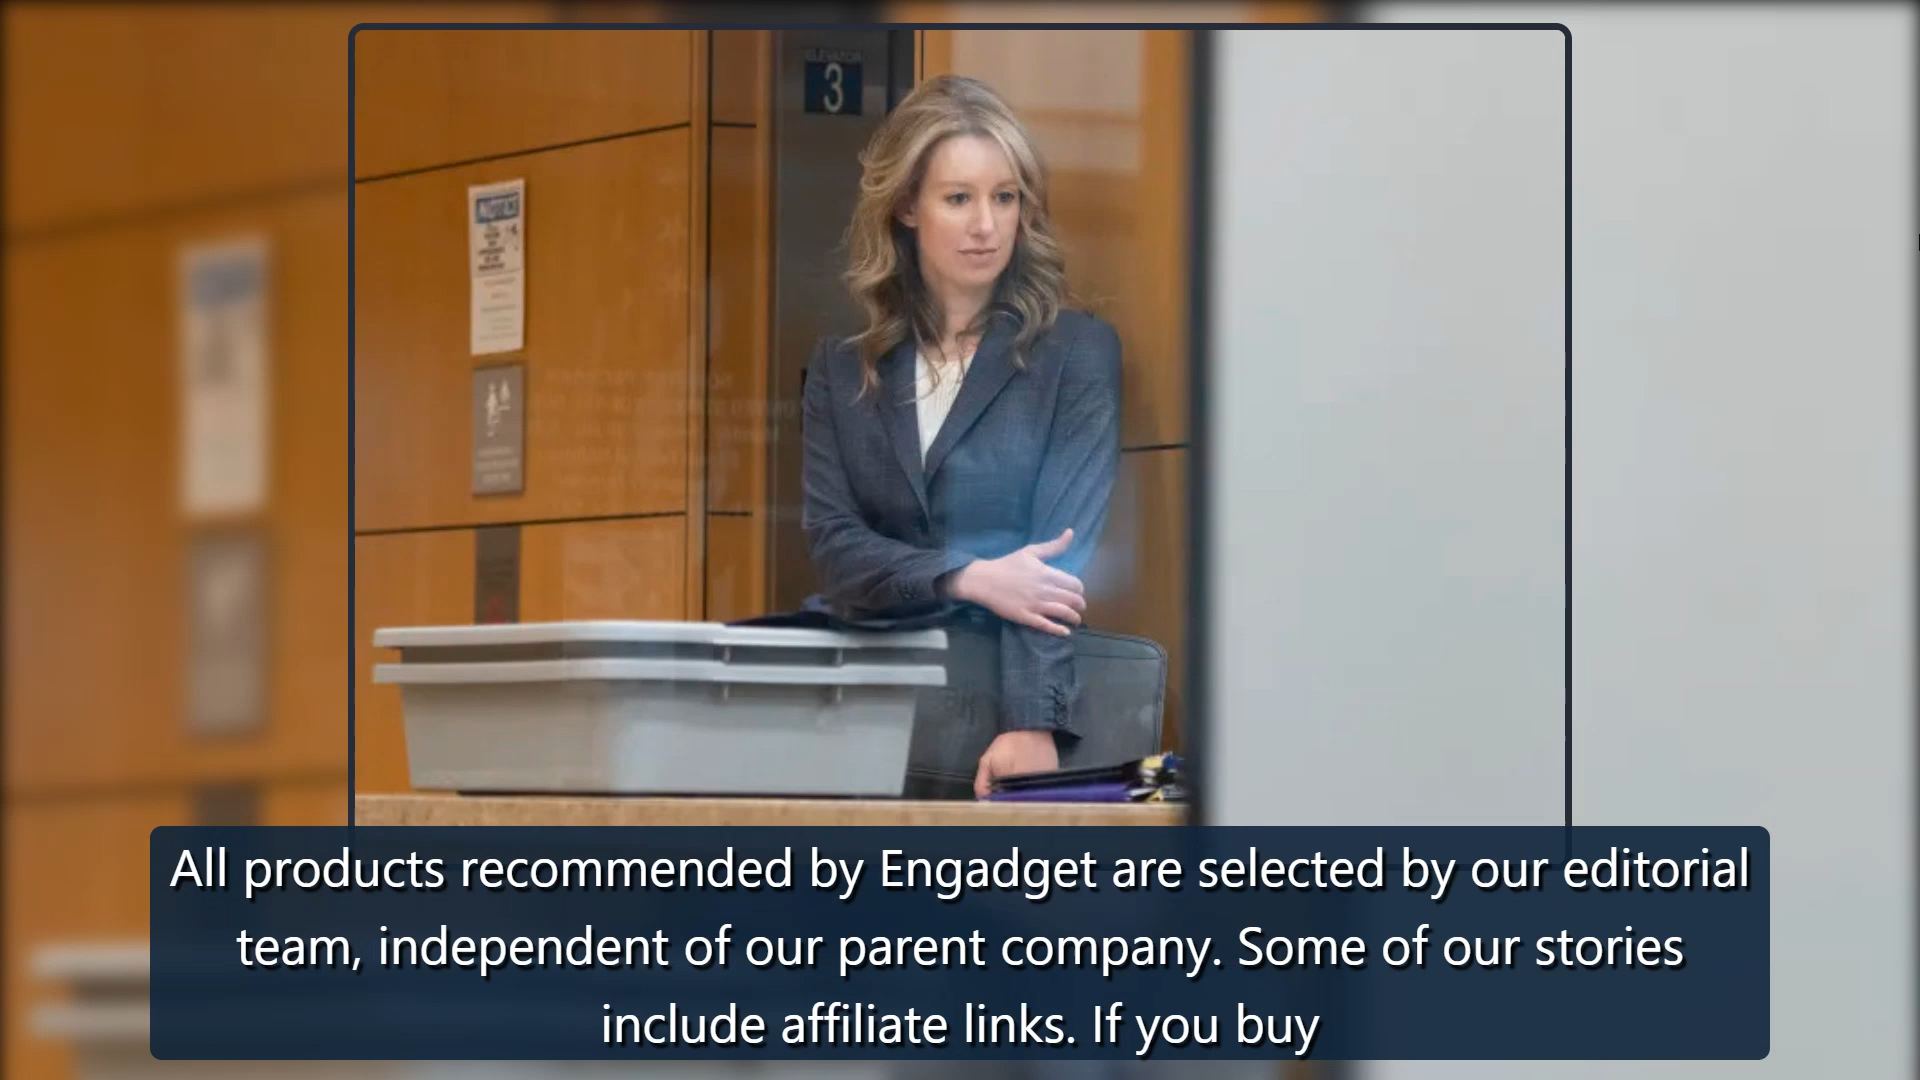 ELEVATOR
3
All products recommended by Engadget are selected by our editorial
team, independent of our parent company. Some of our stories
include affiliate links. If you buy